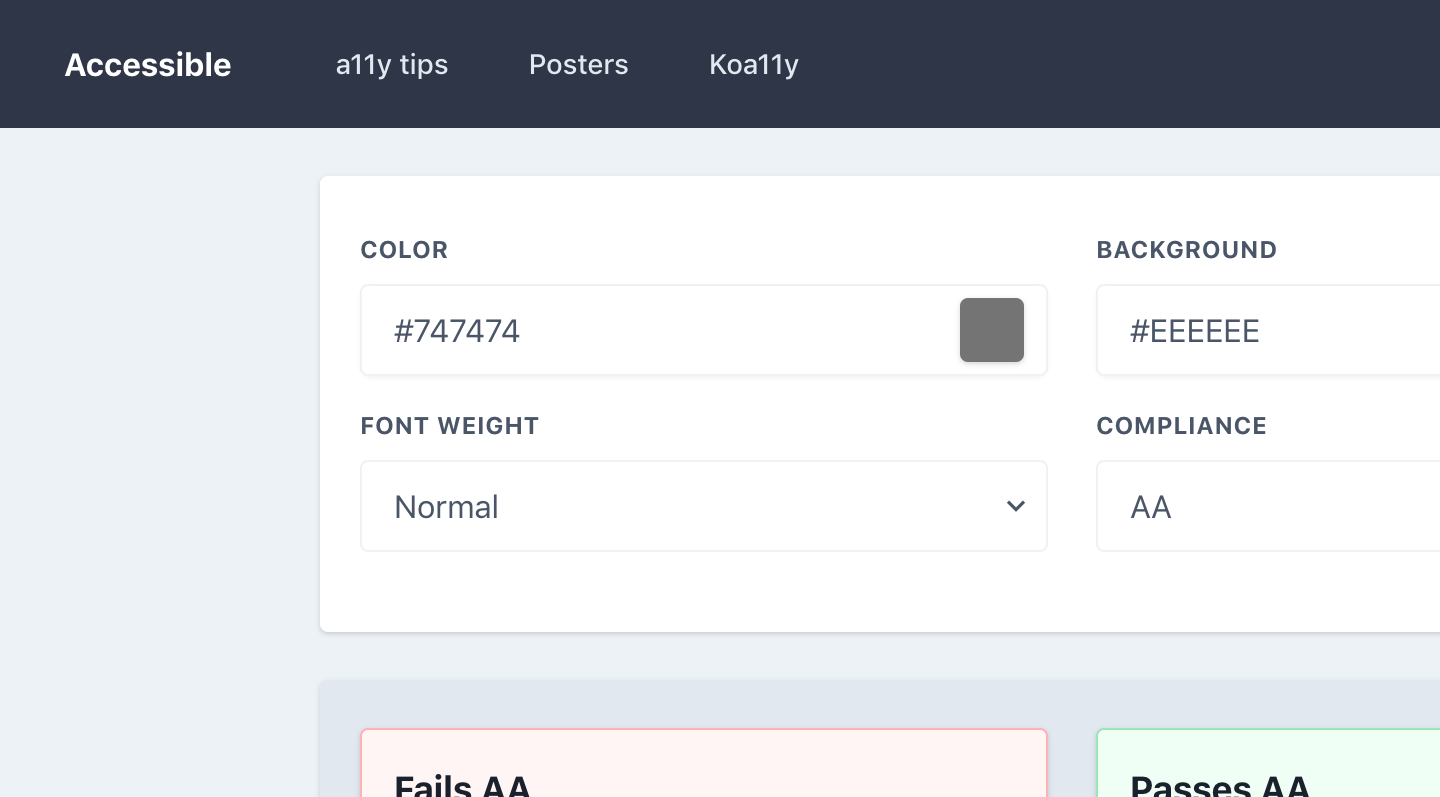 Accessible a11y tips Posters Koa11y
COLOR BACKGROUND
#747474 #EEEEEE
FONT WEIGHT COMPLIANCE
Normal AA
Fails AA Passes AA